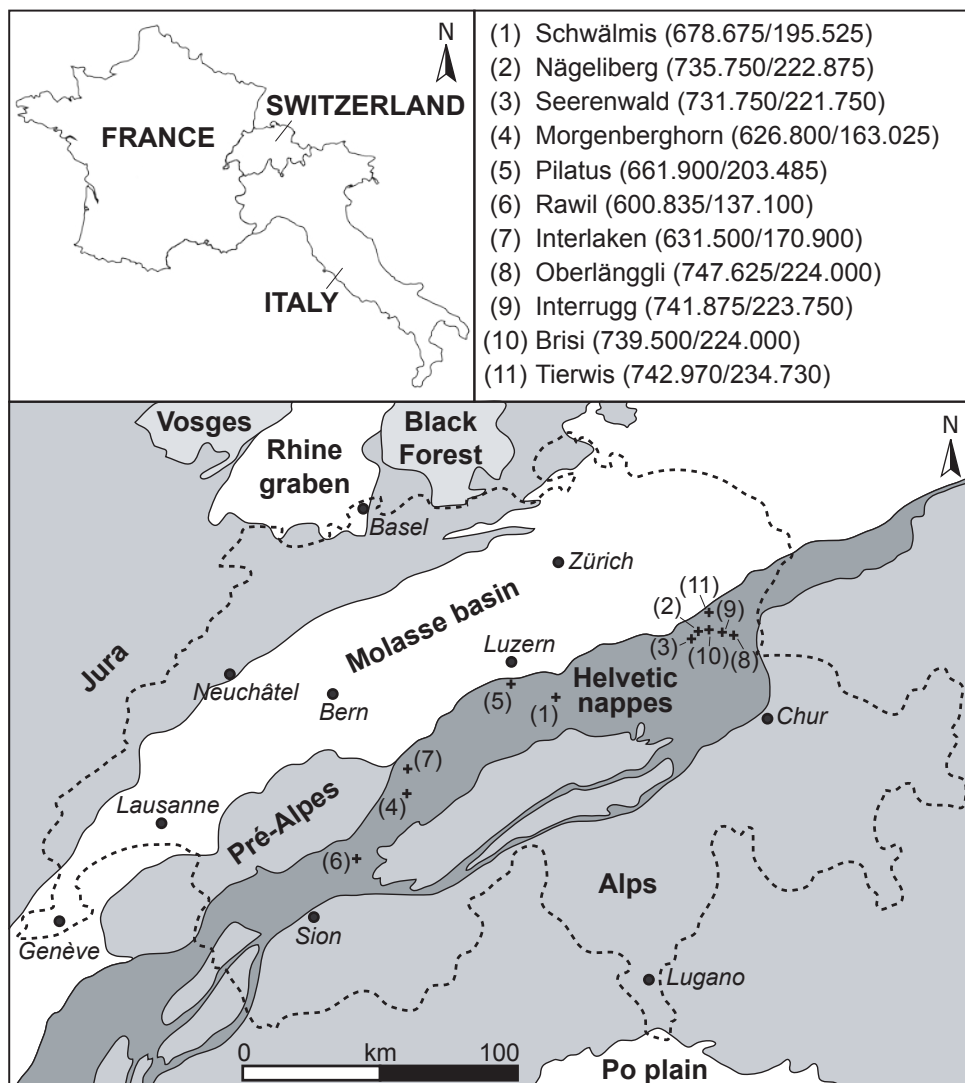 N
SWITZERLAND
FRANCE
ITALY
(1) Schwälmis (678.675/195.525)
(2) Nägeliberg (735.750/222.875)
(3) Seerenwald (731.750/221.750)
(4) Morgenberghorn (626.800/163.025)
(5) Pilatus (661.900/203.485)
(6) Rawil (600.835/137.100)
(7) Interlaken (631.500/170.900)
(8) Oberlänggli (747.625/224.000)
(9) Interrugg (741.875/223.750)
(10) Brisi (739.500/224.000)
(11) Tierwis (742.970/234.730)
Vosges
Rhine
graben
Black
Forest
N
Basel
Zürich
(11)
(2)
(9)
(3)
(10)
(8)
Molasse basin
Jura
Luzern
Neuchâtel
Bern
(5)
(1)
Helvetic
nappes
Chur
(7)
(4)
Lausanne
Pré-Alpes
(6)
Alps
Genève
Sion
Lugano
0
km
100
Po plain